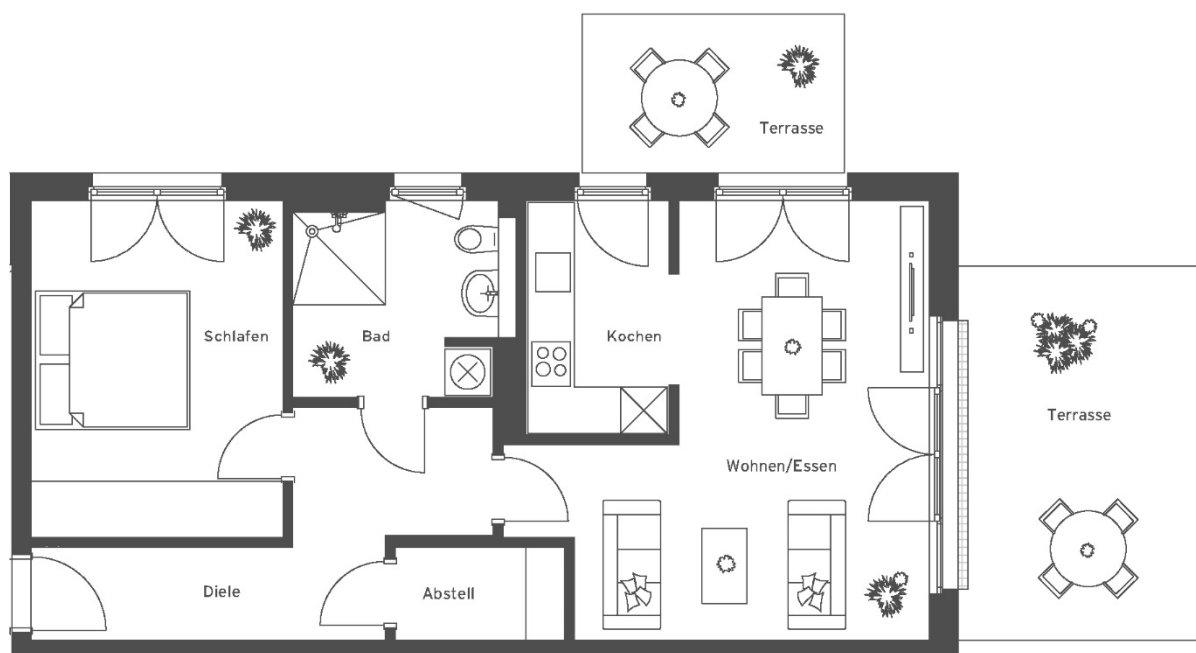 Terrasse
Schlafen
Bad
Kochen
Terrasse
Wohnen/Essen
Diele
Abstell